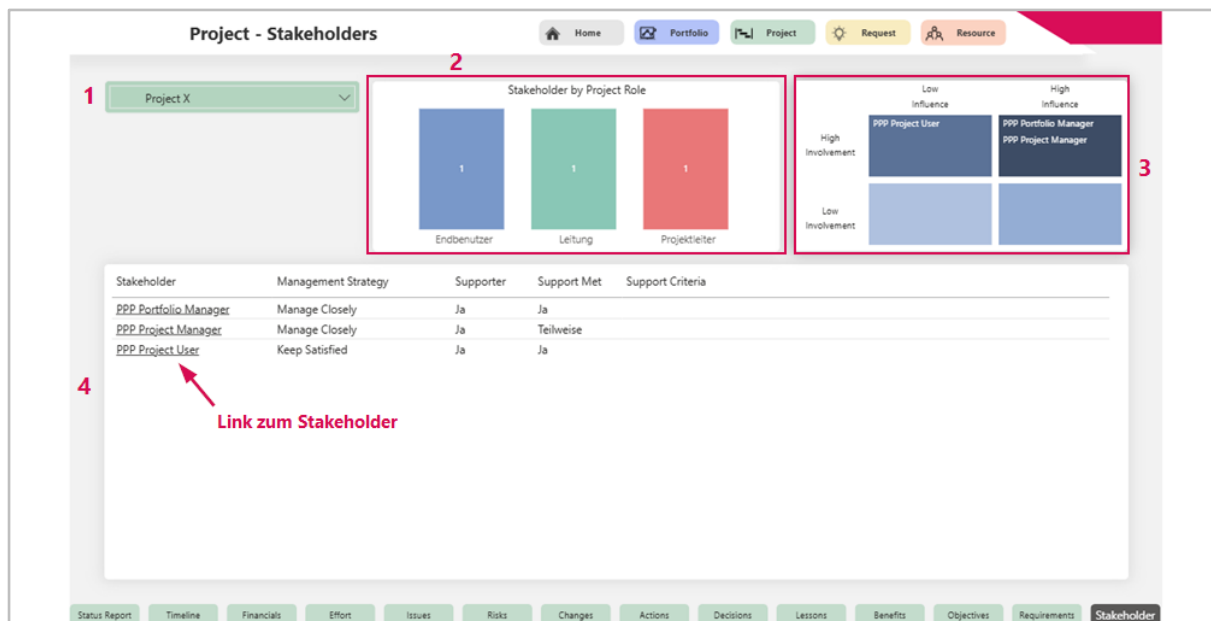 Project - Stakeholders
Home
Portfolio
Project
Request
Resource
1
Project X
2
Stakeholder by Project Role
1
1
1
Endbenutzer
Leitung
Projektleiter
Low
Influence
High
Influence
High
Involvement
PPP Project User
PPP Portfolio Manager
PPP Project Manager
Low
Involvement
3
Stakeholder Management Strategy Supporter Support Met Support Criteria
PPP Portfolio Manager Manage Closely Ja Ja
PPP Project Manager Manage Closely Ja Teilweise
PPP Project User Keep Satisfied Ja Ja
4
Link zum Stakeholder
Status Report
Timeline
Financials
Effort
Issues
Risks
Changes
Actions
Decisions
Lessons
Benefits
Objectives
Requirements
Stakeholder